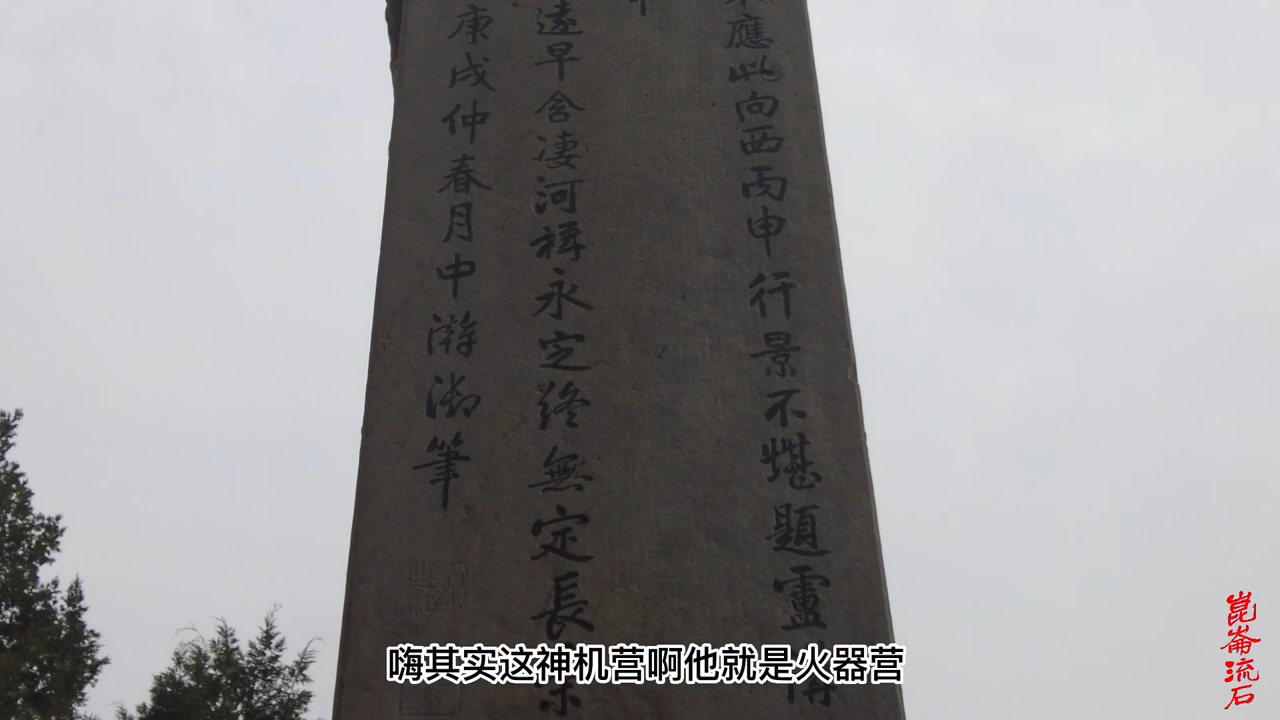 應此向西丙申行景不堪題靈
遠早含淒河稱永定終無定長
庚戌仲春月中澣御筆
嗨其实这神机营啊他就是火器营
崑崙流石